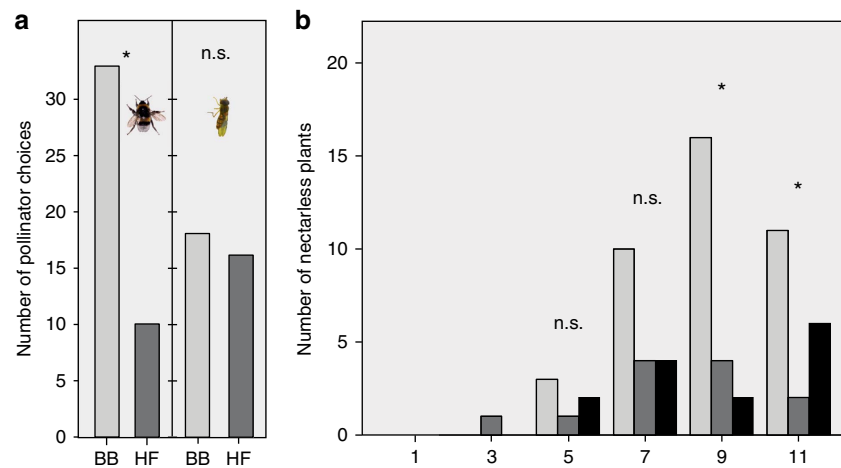 a
*
n.s.
Number of pollinator choices
30
25
20
15
10
5
0
BB HF BB HF
b
Number of nectarless plants
20
15
10
5
0
n.s.
n.s.
*
*
1 3 5 7 9 11